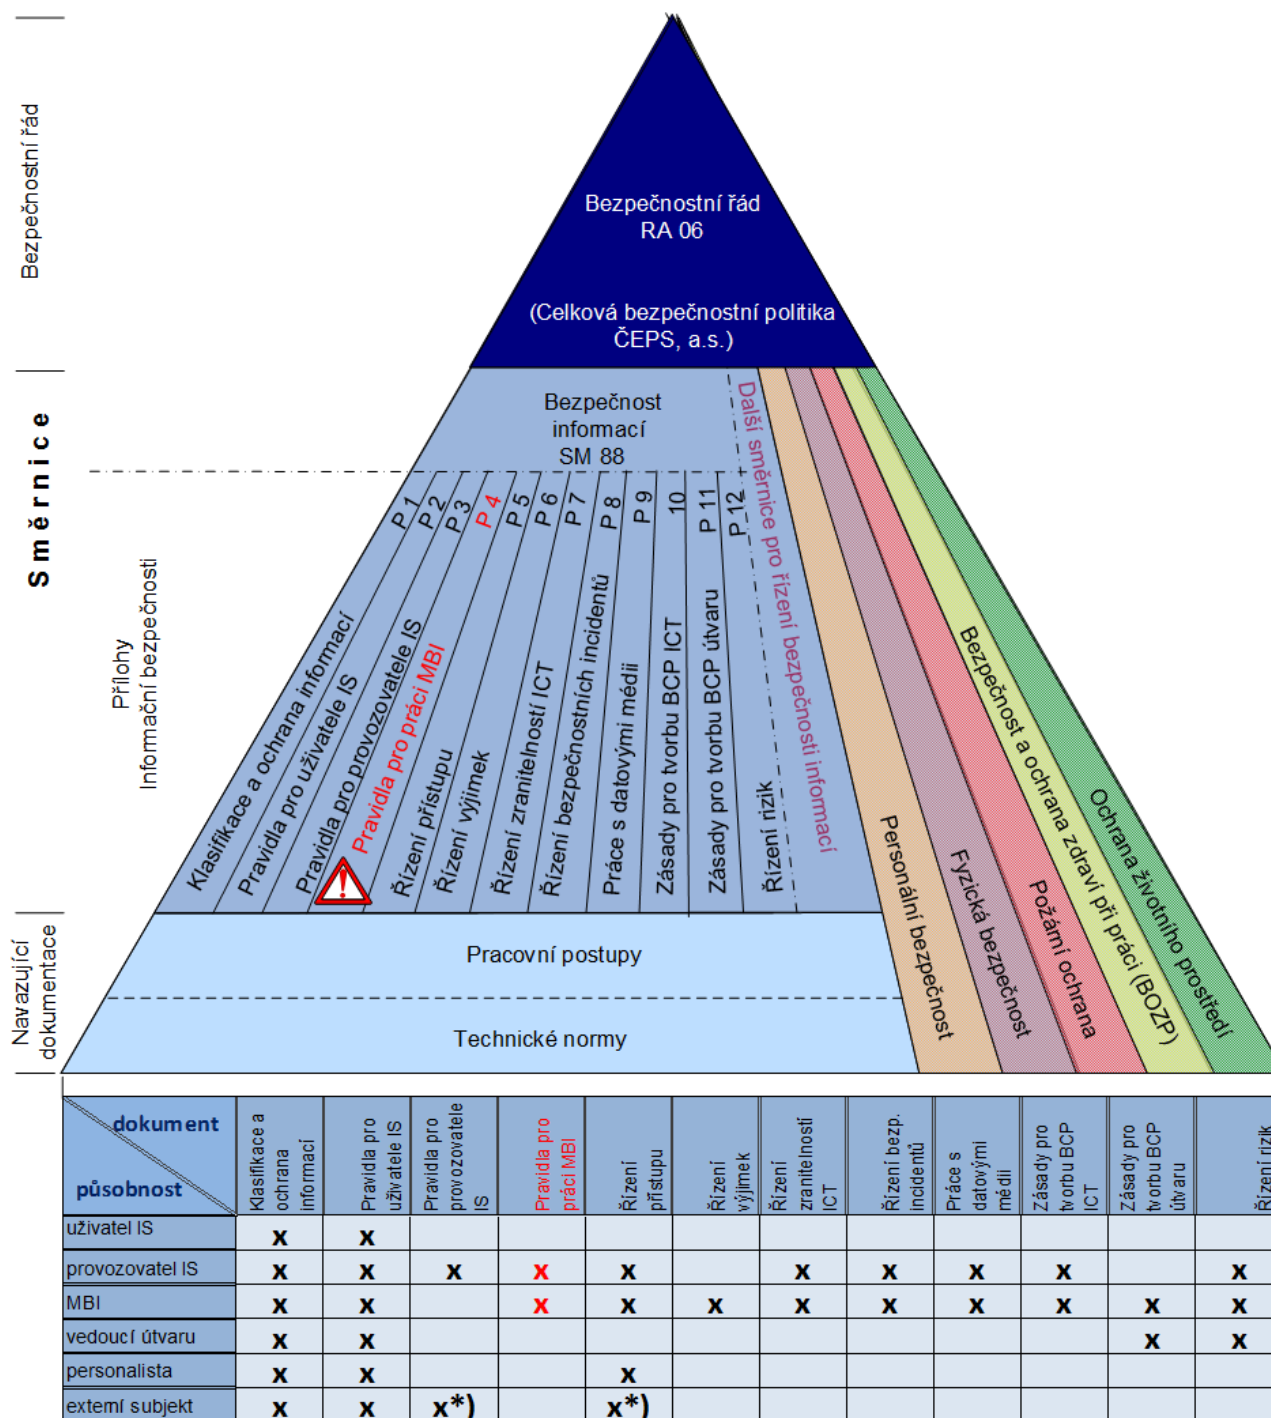 Bezpečnostní řád
Bezpečnostní řád
RA 06
(Celková bezpečnostní politika
ČEPS, a.s.)
Směrnice
Bezpečnost
informací
SM 88
Další směrnice pro řízení bezpečnosti informací
Přílohy
Informační bezpečnosti
P 1
P 2
P 3
P 4
P 5
P 6
P 7
P 8
P 9
10
P 11
P 12
Klasifikace a ochrana informací
Pravidla pro uživatele IS
Pravidla pro provozovatele IS
Pravidla pro práci MBI
Řízení přístupu
Řízení výjimek
Řízení zranitelností ICT
Řízení bezpečnostních incidentů
Práce s datovými médii
Zásady pro tvorbu BCP ICT
Zásady pro tvorbu BCP útvaru
Řízení rizik
Personální bezpečnost
Fyzická bezpečnost
Požární ochrana
Bezpečnost a ochrana zdraví při práci (BOZP)
Ochrana životního prostředí
Navazující
dokumentace
Pracovní postupy
Technické normy
dokument
působnost
Klasifikace a
ochrana
informací
Pravidla pro
uživatele IS
Pravidla pro
provozovatele
IS
Pravidla pro
práci MBI
Řízení
přístupu
Řízení
výjimek
Řízení
zranitelností
ICT
Řízení bezp.
incidentů
Práce s
datovými
médii
Zásady pro
tvorbu BCP
ICT
Zásady pro
tvorbu BCP
útvaru
Řízení rizik
uživatel IS x x
provozovatel IS x x x x x x x x x x
MBI x x x x x x x x x x x
vedoucí útvaru x x x x
personalista x x x
externí subjekt x x x*) x*)